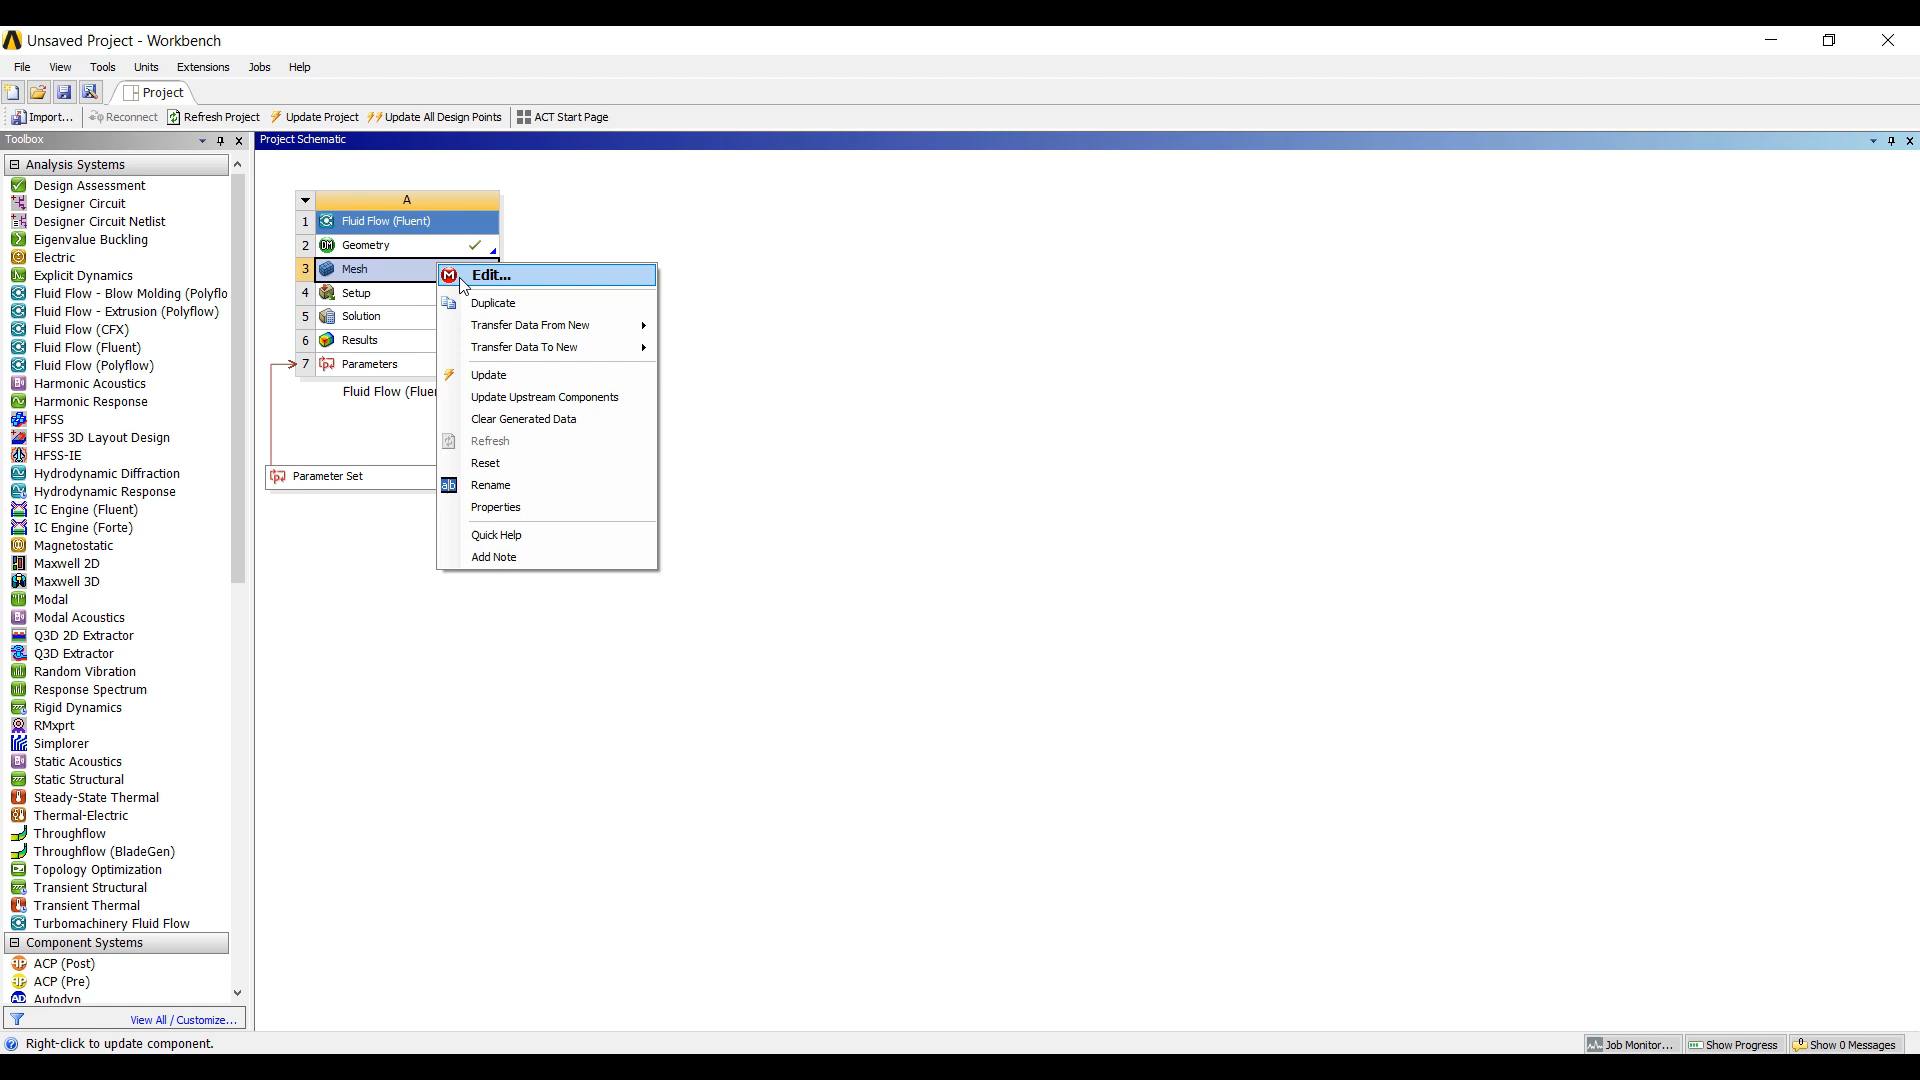 Unsaved Project - Workbench
File View Tools Units Extensions Jobs Help
Project
Import... Reconnect Refresh Project Update Project Update All Design Points ACT Start Page
Toolbox
Project Schematic
Analysis Systems
Design Assessment
Designer Circuit
Designer Circuit Netlist
Eigenvalue Buckling
Electric
Explicit Dynamics
Fluid Flow - Blow Molding (Polyflo
Fluid Flow - Extrusion (Polyflow)
Fluid Flow (CFX)
Fluid Flow (Fluent)
Fluid Flow (Polyflow)
Harmonic Acoustics
Harmonic Response
HFSS
HFSS 3D Layout Design
HFSS-IE
Hydrodynamic Diffraction
Hydrodynamic Response
IC Engine (Fluent)
IC Engine (Forte)
Magnetostatic
Maxwell 2D
Maxwell 3D
Modal
Modal Acoustics
Q3D 2D Extractor
Q3D Extractor
Random Vibration
Response Spectrum
Rigid Dynamics
RMxprt
Simplorer
Static Acoustics
Static Structural
Steady-State Thermal
Thermal-Electric
Throughflow
Throughflow (BladeGen)
Topology Optimization
Transient Structural
Transient Thermal
Turbomachinery Fluid Flow
Component Systems
ACP (Post)
ACP (Pre)
Autodyn
View All / Customize...
A
1 Fluid Flow (Fluent)
2 Geometry
3 Mesh
4 Setup
5 Solution
6 Results
7 Parameters
Fluid Flow (Fluen
Parameter Set
Edit...
Duplicate
Transfer Data From New
Transfer Data To New
Update
Update Upstream Components
Clear Generated Data
Refresh
Reset
Rename
Properties
Quick Help
Add Note
Right-click to update component.
Job Monitor... Show Progress Show 0 Messages